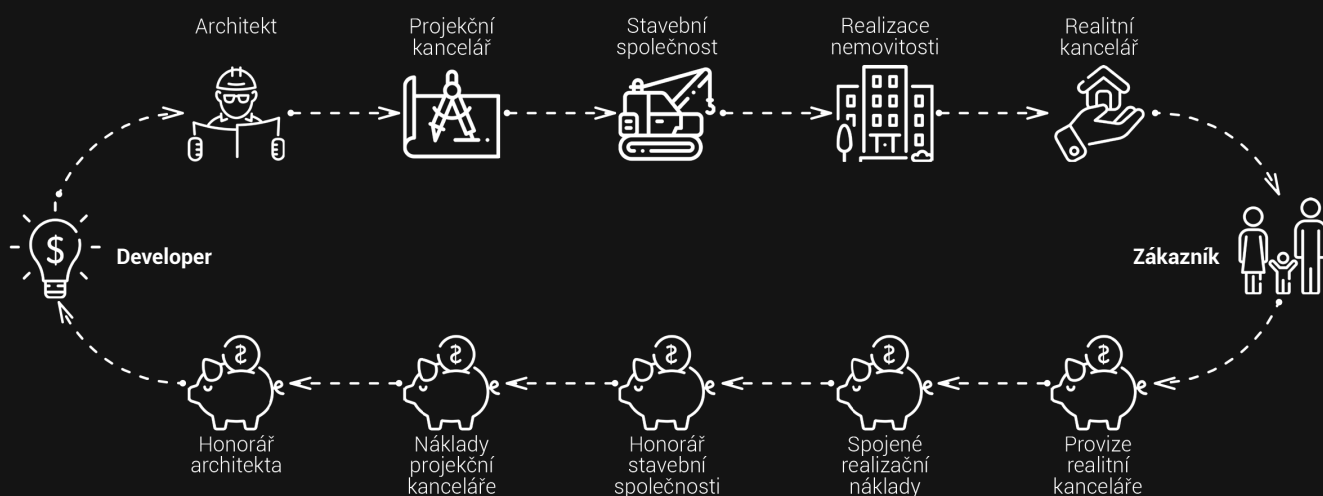 Architekt
Projekční
kancelář
Stavební
společnost
Realizace
nemovitosti
Realitní
kancelář
$
Developer
Zákazník
Honorář
architekta
Náklady
projekční
kanceláře
Honorář
stavební
společnosti
Spojené
realizační
náklady
Provize
realitní
kanceláře